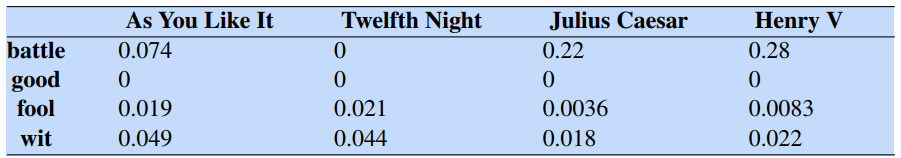 As You Like It Twelfth Night Julius Caesar Henry V
battle 0.074 0 0.22 0.28
good 0 0 0 0
fool 0.019 0.021 0.0036 0.0083
wit 0.049 0.044 0.018 0.022